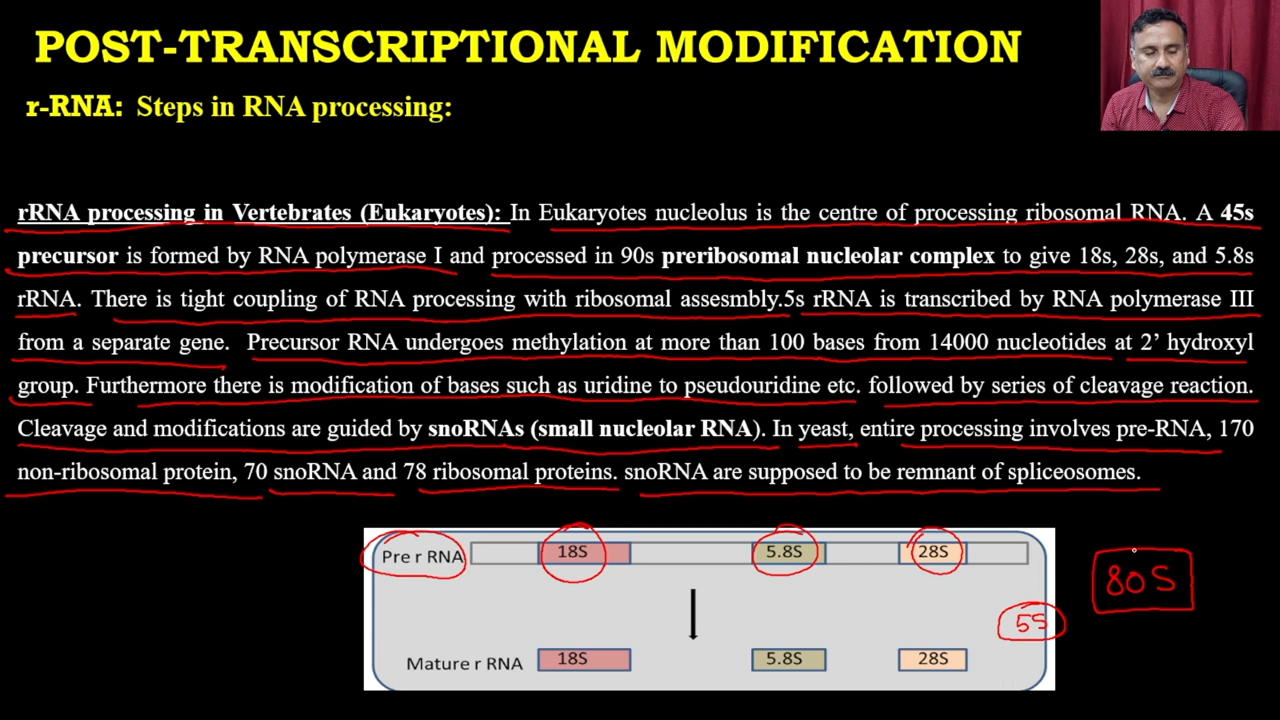 POST-TRANSCRIPTIONAL MODIFICATION
r-RNA: Steps in RNA processing:
rRNA processing in Vertebrates (Eukaryotes): In Eukaryotes nucleolus is the centre of processing ribosomal RNA. A 45s
precursor is formed by RNA polymerase I and processed in 90s preribosomal nucleolar complex to give 18s, 28s, and 5.8s
rRNA. There is tight coupling of RNA processing with ribosomal assesmbly.5s rRNA is transcribed by RNA polymerase III
from a separate gene. Precursor RNA undergoes methylation at more than 100 bases from 14000 nucleotides at 2’ hydroxyl
group. Furthermore there is modification of bases such as uridine to pseudouridine etc. followed by series of cleavage reaction.
Cleavage and modifications are guided by snoRNAs (small nucleolar RNA). In yeast, entire processing involves pre-RNA, 170
non-ribosomal protein, 70 snoRNA and 78 ribosomal proteins. snoRNA are supposed to be remnant of spliceosomes.
Pre r RNA 18S 5.8S 28S
80S
5S
Mature r RNA 18S 5.8S 28S